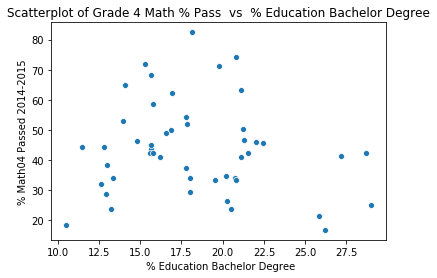 Scatterplot of Grade 4 Math % Pass vs % Education Bachelor Degree
% Math04 Passed 2014-2015
80
70
60
50
40
30
20
10.0 12.5 15.0 17.5 20.0 22.5 25.0 27.5
% Education Bachelor Degree